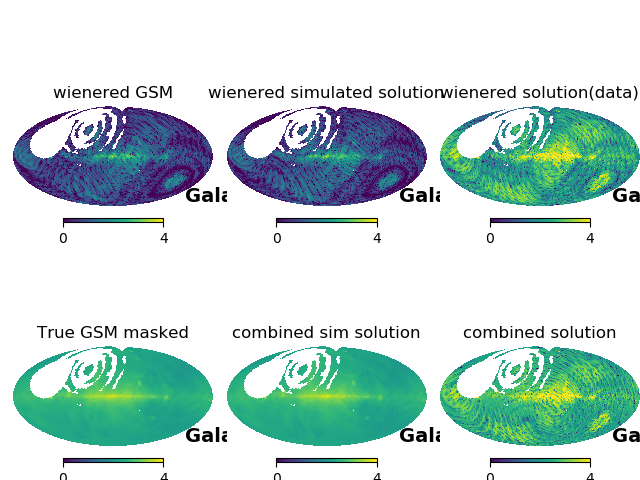 wienered GSM
wienered simulated solution
wienered solution(data)
Gala
Gala
Ga
0 4
0 4
0 4
True GSM masked
combined sim solution
combined solution
Gala
Gala
Ga
0 4
0 4
0 4